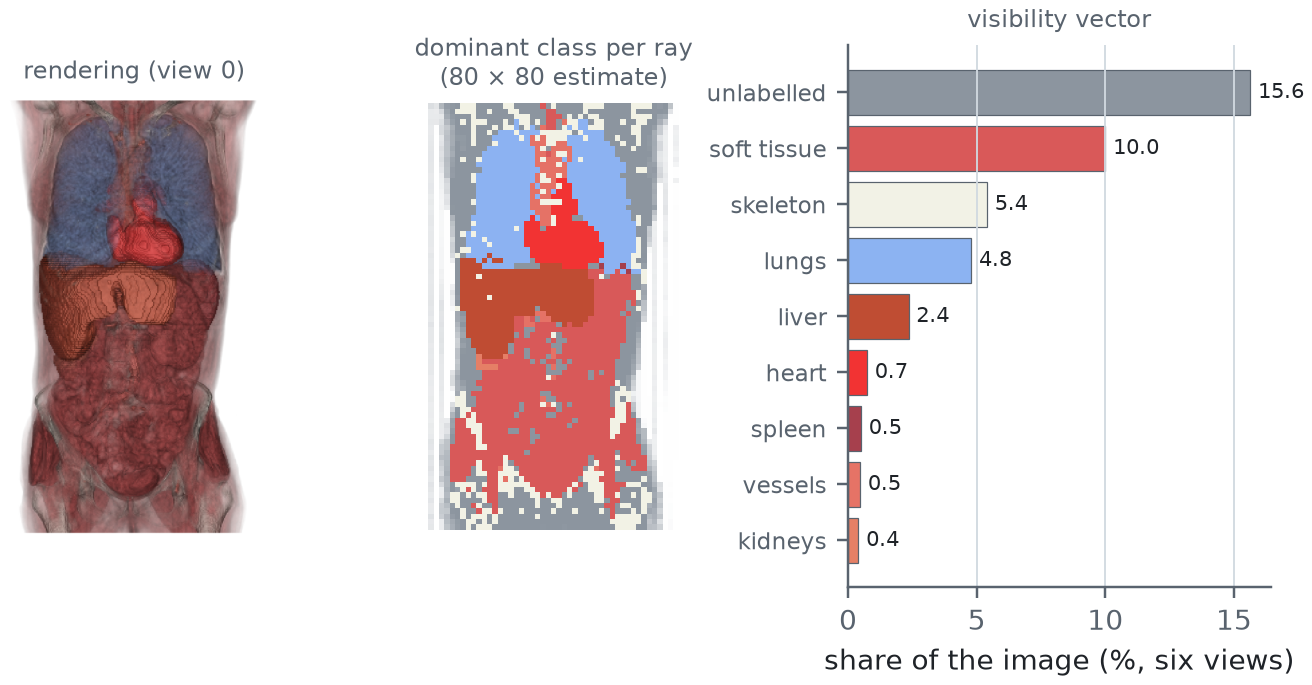 rendering (view 0)
dominant class per ray
(80 × 80 estimate)
visibility vector
unlabelled 15.6
soft tissue 10.0
skeleton 5.4
lungs 4.8
liver 2.4
heart 0.7
spleen 0.5
vessels 0.5
kidneys 0.4
0 5 10 15
share of the image (%, six views)